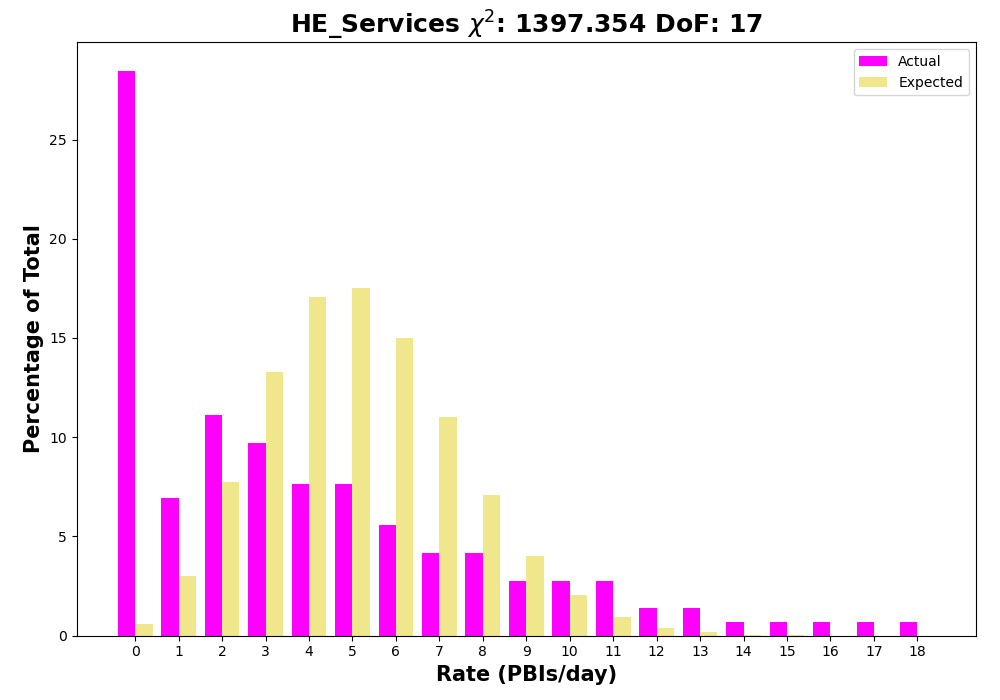 HE_Services χ²: 1397.354 DoF: 17
Actual
Expected
Percentage of Total
25
20
15
10
5
0
0 1 2 3 4 5 6 7 8 9 10 11 12 13 14 15 16 17 18
Rate (PBIs/day)